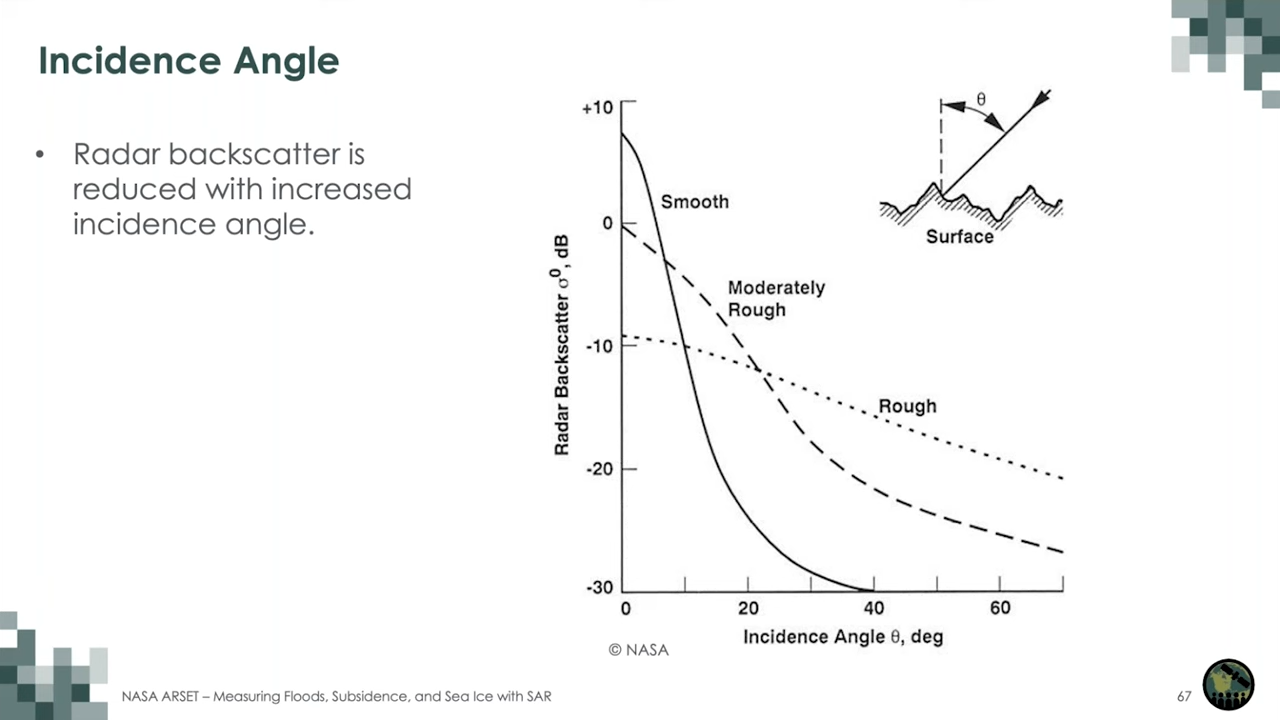 Incidence Angle
• Radar backscatter is
reduced with increased
incidence angle.
+10
0
-10
-20
-30
Radar Backscatter σ⁰, dB
Smooth
Moderately
Rough
Rough
θ
Surface
0 20 40 60
Incidence Angle θ, deg
© NASA
NASA ARSET – Measuring Floods, Subsidence, and Sea Ice with SAR
67